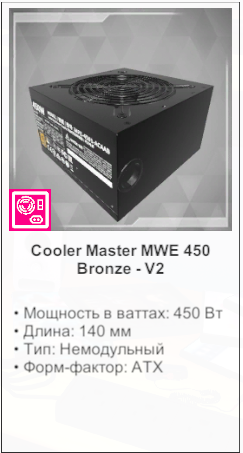 Cooler Master MWE 450
Bronze - V2
• Мощность в ваттах: 450 Вт
• Длина: 140 мм
• Тип: Немодульный
• Форм-фактор: ATX